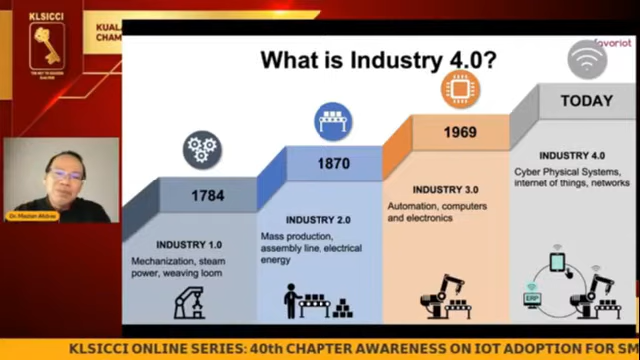 KLSICCI
KUALA
CHAM
favoriot
What is Industry 4.0?
TODAY
1969
1870
1784
INDUSTRY 4.0
Cyber Physical Systems,
internet of things, networks
INDUSTRY 3.0
Automation, computers
and electronics
INDUSTRY 2.0
Mass production,
assembly line, electrical
energy
INDUSTRY 1.0
Mechanization, steam
power, weaving loom
ERP
Dr. Mazlan Abbas
KLSICCI ONLINE SERIES: 40th CHAPTER AWARENESS ON IOT ADOPTION FOR SM